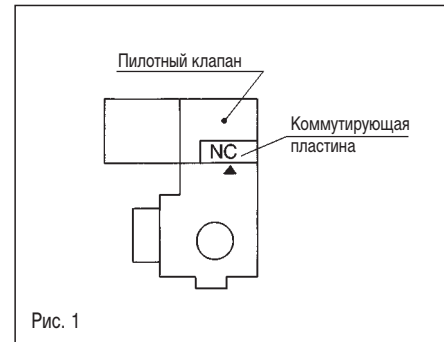 Пилотный клапан
Коммутирующая
пластина
NC
Рис. 1